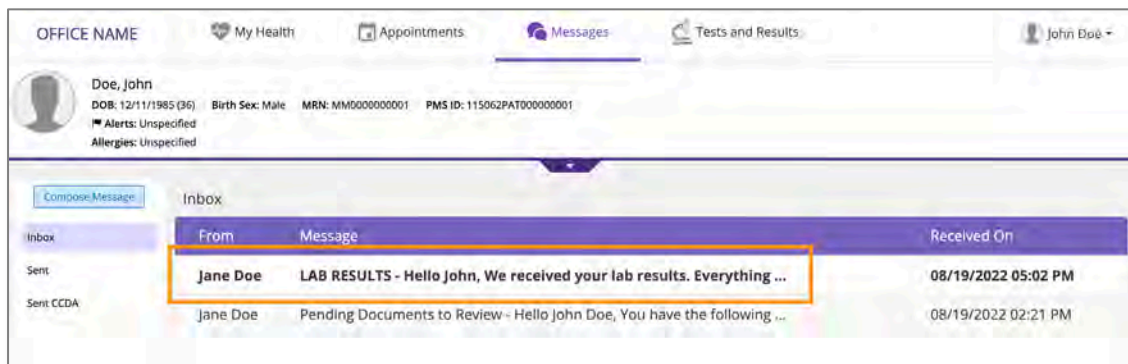 OFFICE NAME My Health Appointments Messages Tests and Results John Doe
Doe, John
DOB: 12/11/1985 (36) Birth Sex: Male MRN: MM0000000001 PMS ID: 115062PAT000000001
Alerts: Unspecified
Allergies: Unspecified
Compose Message
Inbox
Sent
Sent CCDA
Inbox
From Message Received On
Jane Doe LAB RESULTS - Hello John, We received your lab results. Everything ... 08/19/2022 05:02 PM
Jane Doe Pending Documents to Review - Hello John Doe, You have the following ... 08/19/2022 02:21 PM